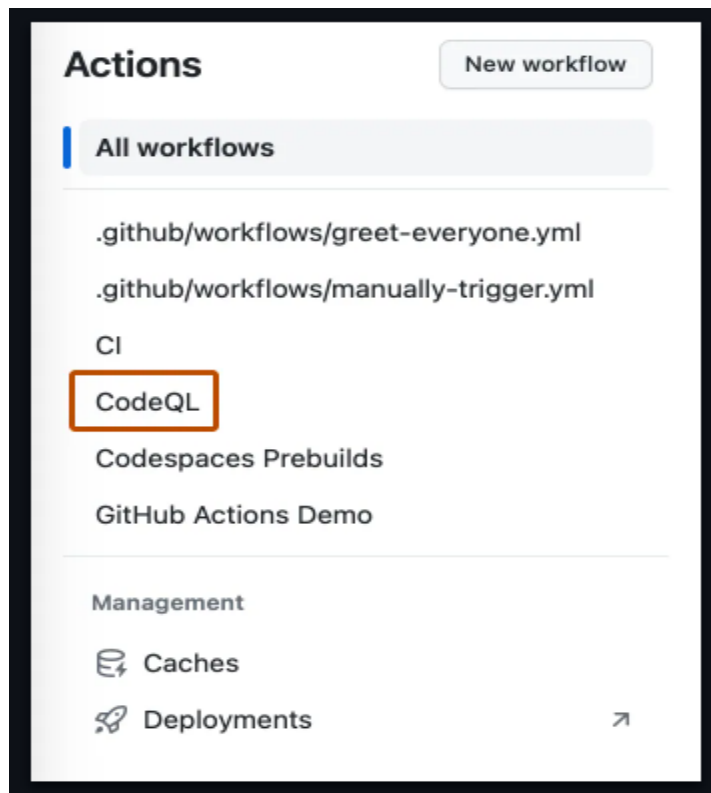 Actions
New workflow
All workflows
.github/workflows/greet-everyone.yml
.github/workflows/manually-trigger.yml
CI
CodeQL
Codespaces Prebuilds
GitHub Actions Demo
Management
Caches
Deployments